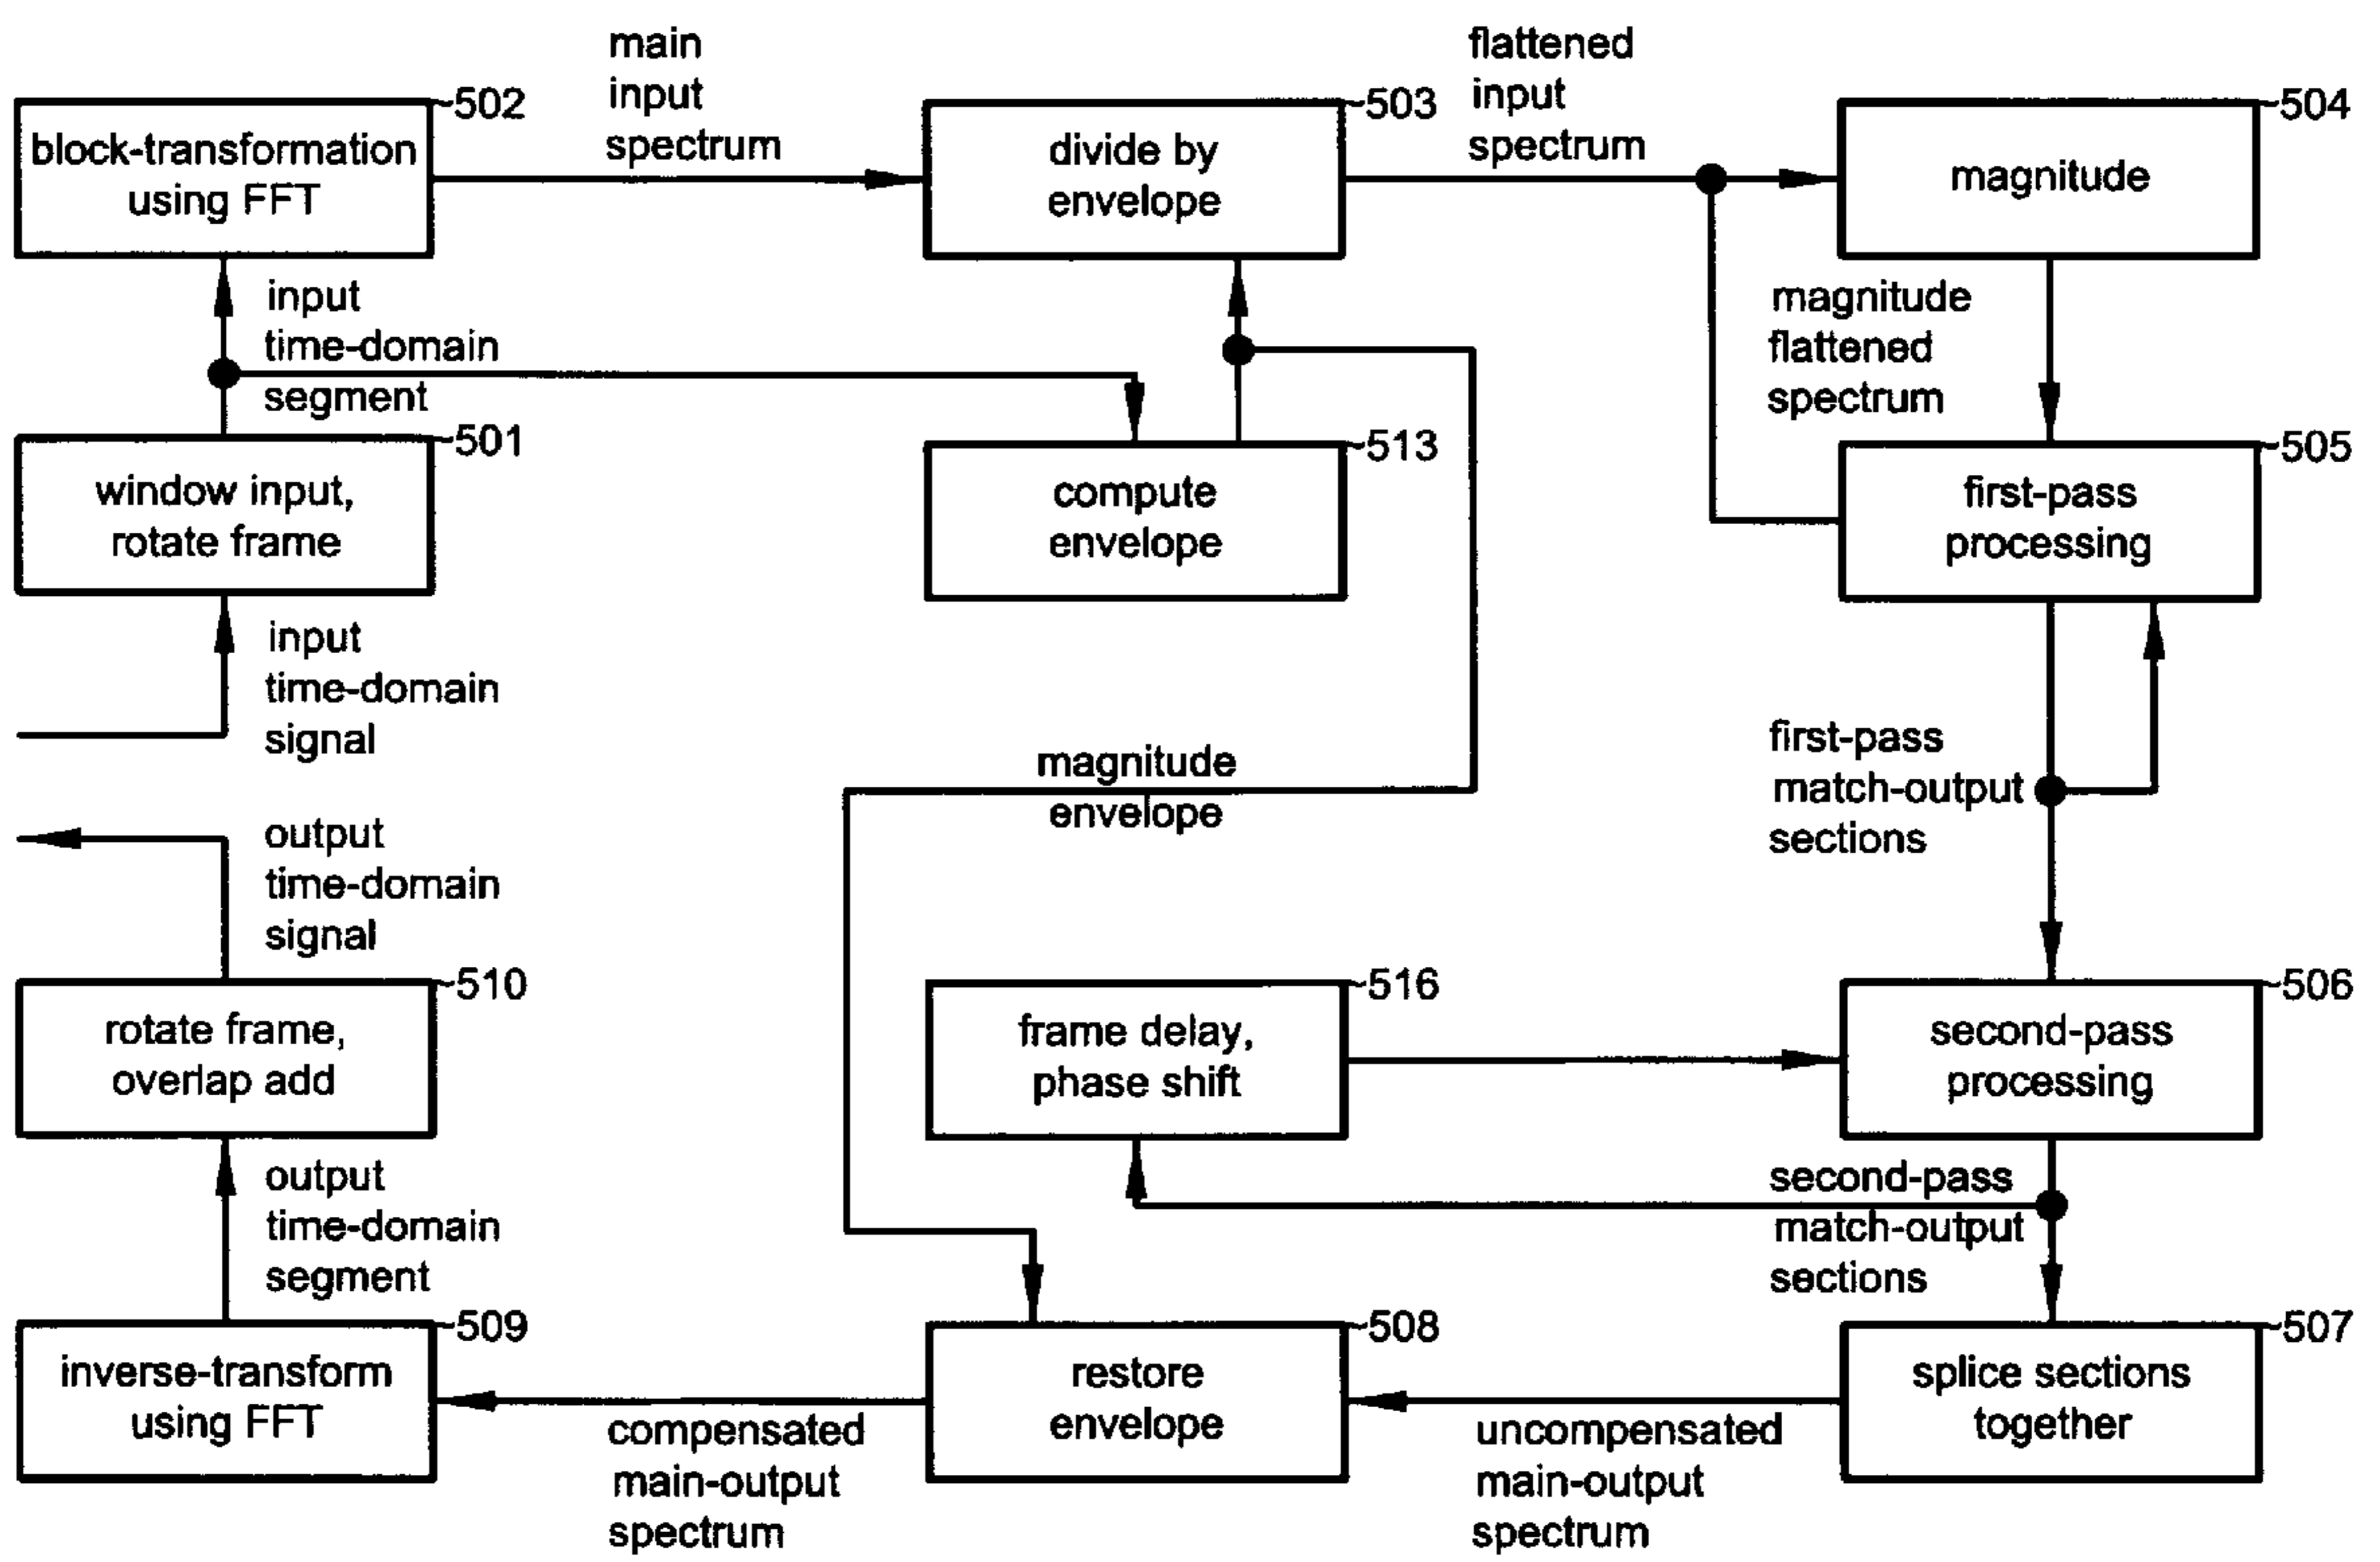 main
input
spectrum
flattened
input
spectrum
502
block-transformation
using FFT
503
divide by
envelope
504
magnitude
input
time-domain
segment
magnitude
flattened
spectrum
501
window input,
rotate frame
513
compute
envelope
505
first-pass
processing
input
time-domain
signal
magnitude
envelope
first-pass
match-output
sections
output
time-domain
signal
510
rotate frame,
overlap add
516
frame delay,
phase shift
506
second-pass
processing
output
time-domain
segment
second-pass
match-output
sections
509
inverse-transform
using FFT
508
restore
envelope
507
splice sections
together
compensated
main-output
spectrum
uncompensated
main-output
spectrum